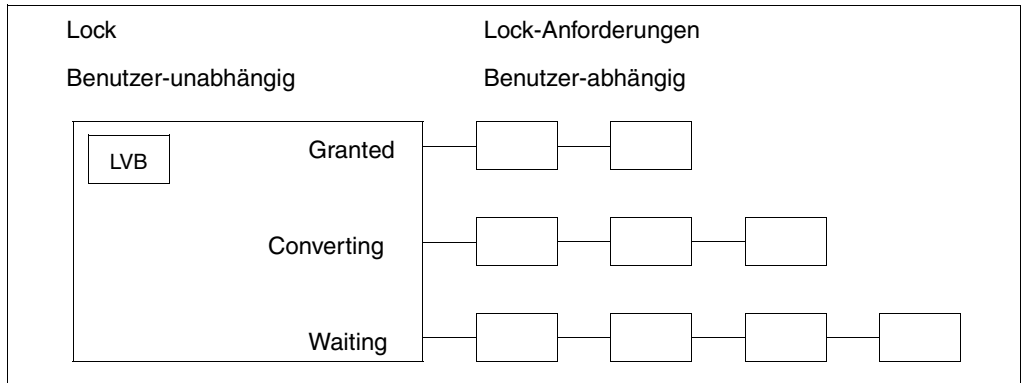 Lock Lock-Anforderungen
Benutzer-unabhängig Benutzer-abhängig
LVB Granted
Converting
Waiting